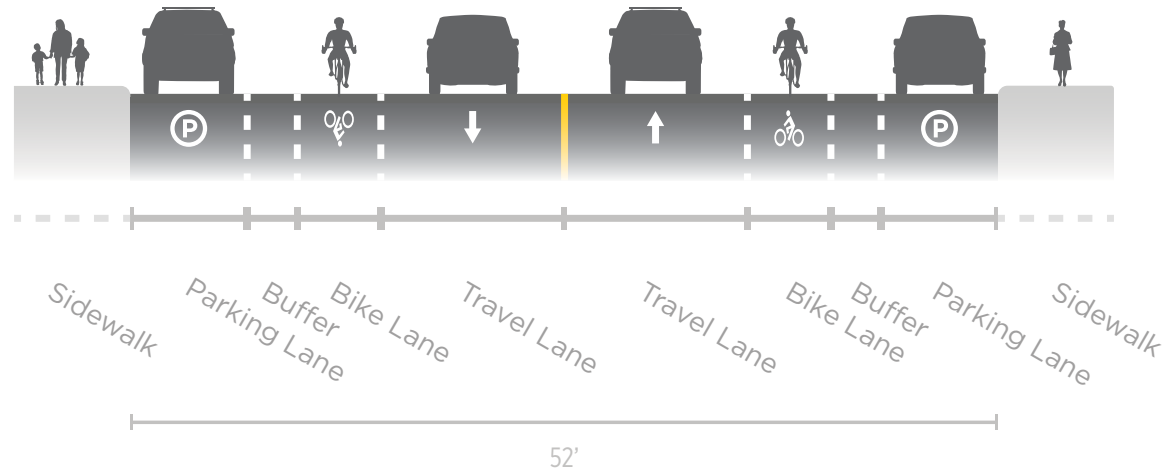 P
P
Sidewalk
Parking Lane
Buffer
Bike Lane
Travel Lane
Travel Lane
Bike Lane
Buffer
Parking Lane
Sidewalk
52’